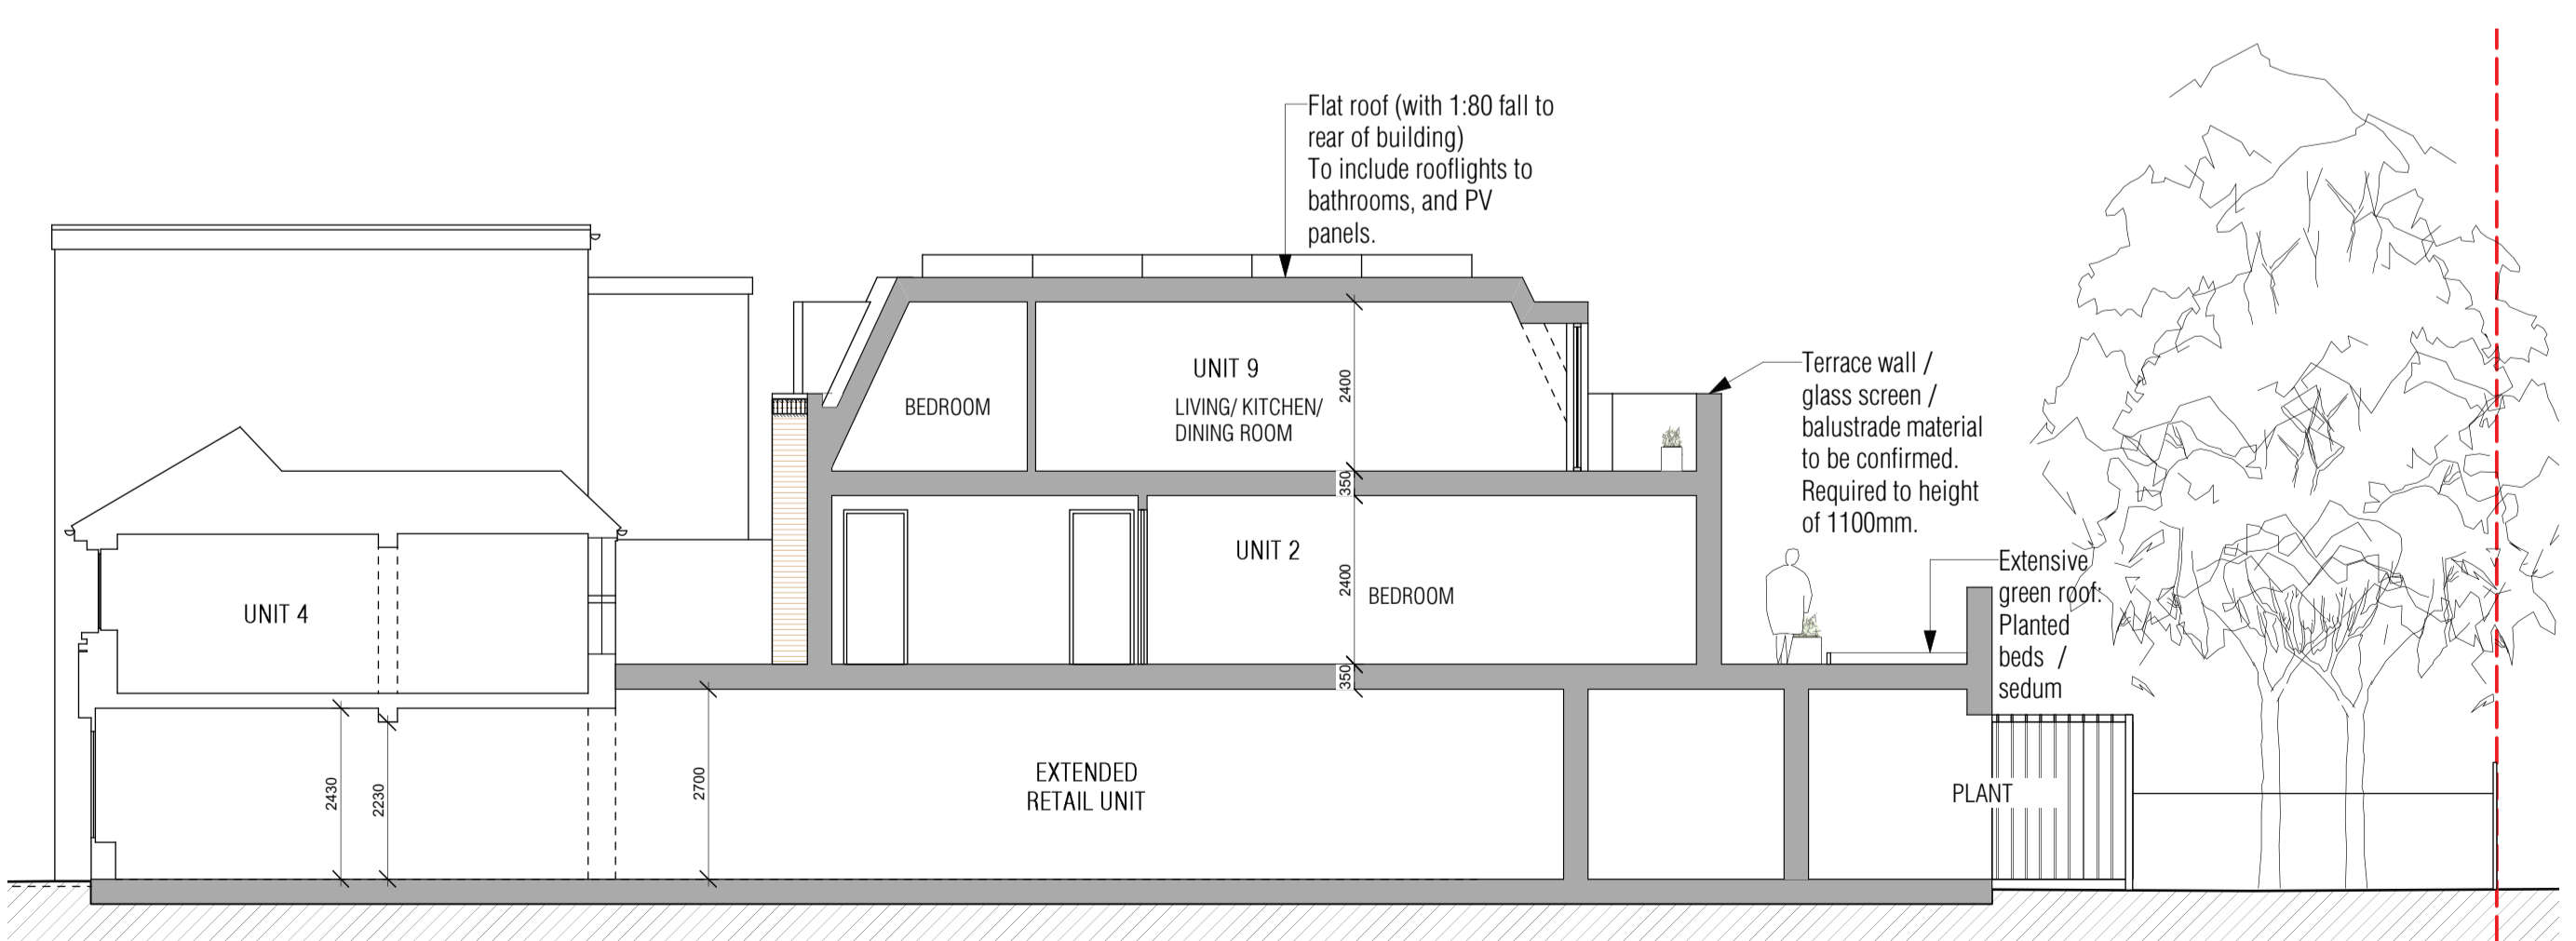 Flat roof (with 1:80 fall to
rear of building)
To include rooflights to
bathrooms, and PV
panels.
UNIT 9
BEDROOM
LIVING/ KITCHEN/
DINING ROOM
2400
350
Terrace wall /
glass screen /
balustrade material
to be confirmed.
Required to height
of 1100mm.
UNIT 2
2400
BEDROOM
350
Extensive
green roof:
Planted
beds /
sedum
UNIT 4
2430
2230
2700
EXTENDED
RETAIL UNIT
PLANT